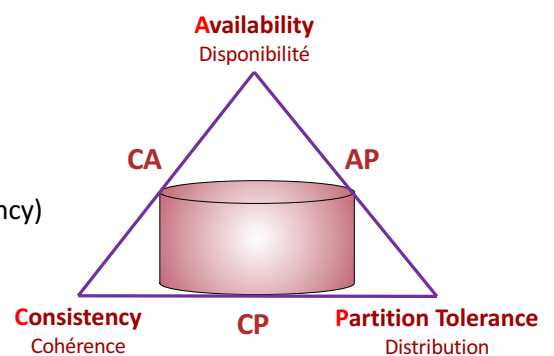 Availability
Disponibilité
CA
AP
ncy)
Consistency
Cohérence
CP
Partition Tolerance
Distribution